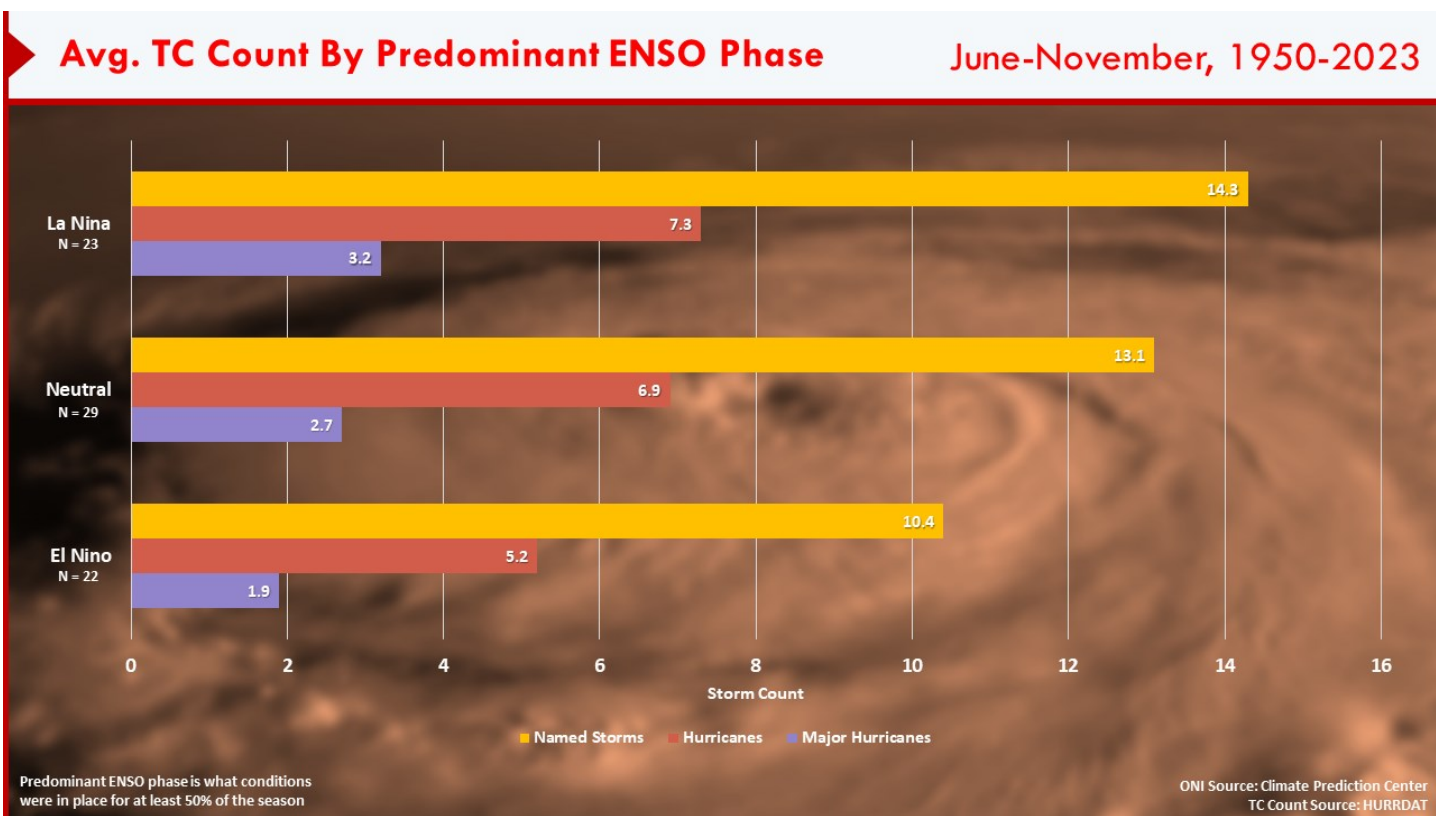 Avg. TC Count By Predominant ENSO Phase
June-November, 1950-2023
La Nina
N = 23
14.3
7.3
3.2
Neutral
N = 29
13.1
6.9
2.7
El Nino
N = 22
10.4
5.2
1.9
0 2 4 6 8 10 12 14 16
Storm Count
Named Storms Hurricanes Major Hurricanes
Predominant ENSO phase is what conditions
were in place for at least 50% of the season
ONI Source: Climate Prediction Center
TC Count Source: HURRDAT